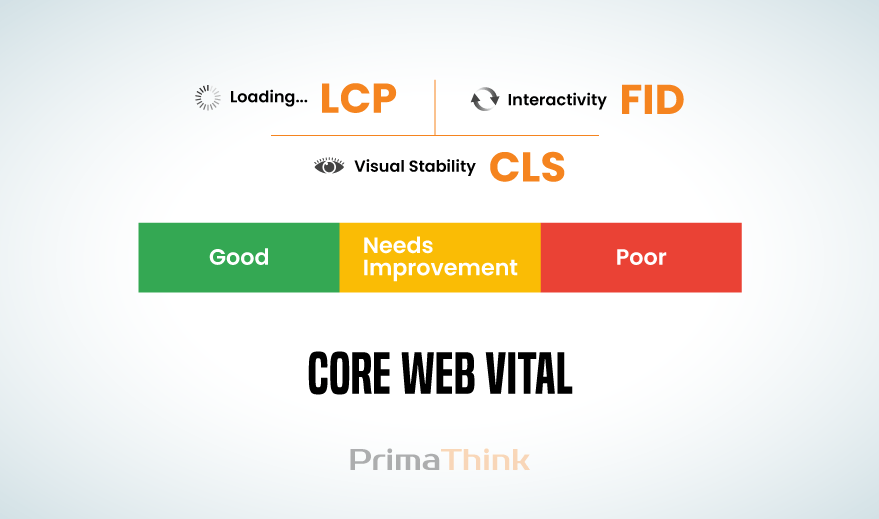 Loading... LCP
Interactivity FID
Visual Stability CLS
Good
Needs
Improvement
Poor
CORE WEB VITAL
PrimaThink